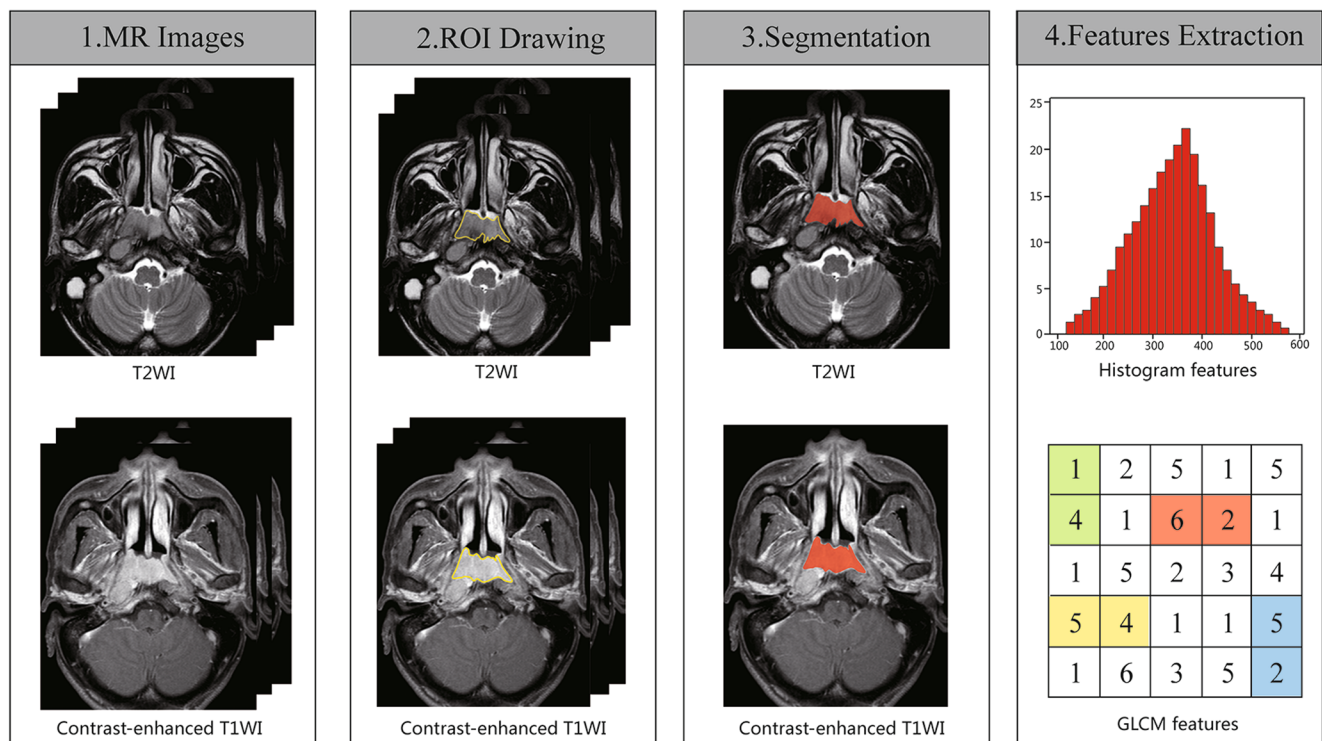 1.MR Images
T2WI
Contrast-enhanced T1WI
2.ROI Drawing
T2WI
Contrast-enhanced T1WI
3.Segmentation
T2WI
Contrast-enhanced T1WI
4.Features Extraction
25
20
15
10
5
0
100 200 300 400 500 600
Histogram features
1 2 5 1 5
4 1 6 2 1
1 5 2 3 4
5 4 1 1 5
1 6 3 5 2
GLCM features